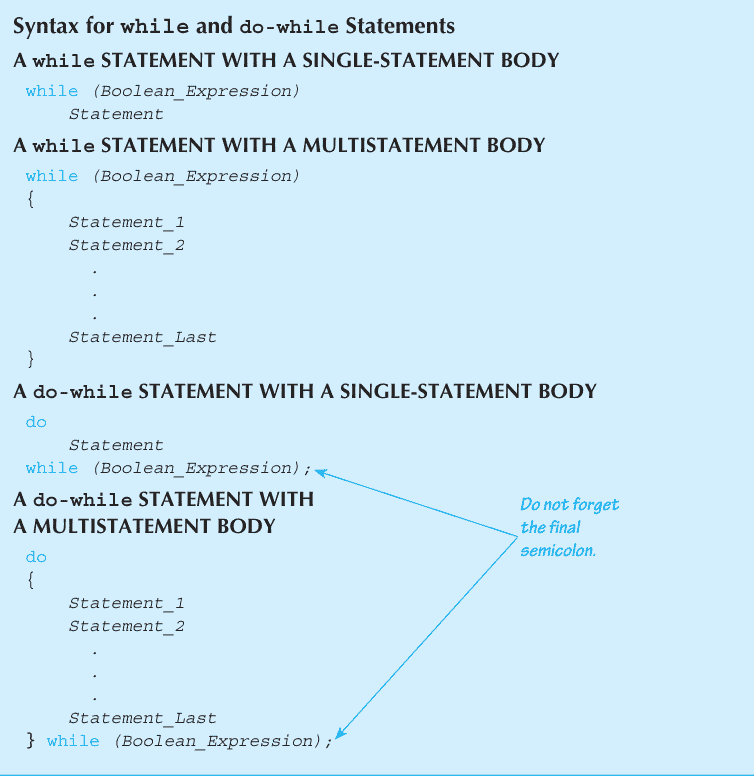 Syntax for while and do-while Statements
A while STATEMENT WITH A SINGLE-STATEMENT BODY
while (Boolean_Expression)
Statement
A while STATEMENT WITH A MULTISTATEMENT BODY
while (Boolean_Expression)
{
Statement_1
Statement_2
.
.
.
Statement_Last
}
A do-while STATEMENT WITH A SINGLE-STATEMENT BODY
do
Statement
while (Boolean_Expression);
A do-while STATEMENT WITH
A MULTISTATEMENT BODY
do
{
Statement_1
Statement_2
.
.
.
Statement_Last
} while (Boolean_Expression);
Do not forget
the final
semicolon.